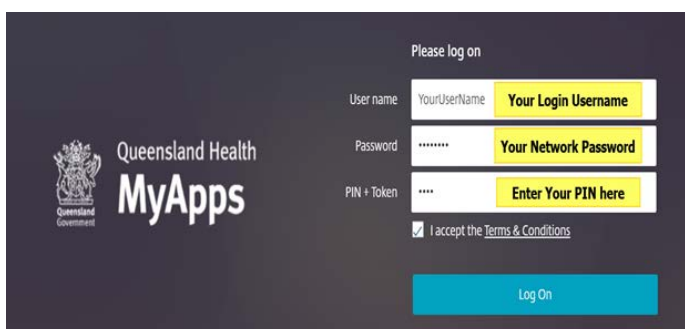 Please log on
User name YourUserName Your Login Username
Password •••••••• Your Network Password
PIN + Token •••• Enter Your PIN here
I accept the Terms & Conditions
Log On
Queensland Health
MyApps
Queensland
Government